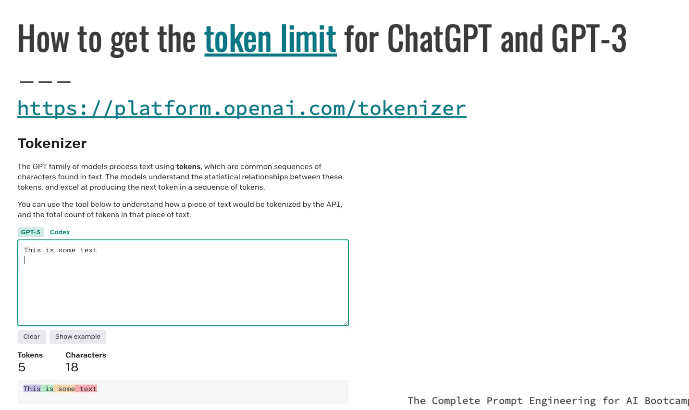 How to get the token limit for ChatGPT and GPT-3
https://platform.openai.com/tokenizer
Tokenizer
The GPT family of models process text using tokens, which are common sequences of
characters found in text. The models understand the statistical relationships between these
tokens, and excel at producing the next token in a sequence of tokens.
You can use the tool below to understand how a piece of text would be tokenized by the API,
and the total count of tokens in that piece of text.
GPT-3 Codex
This is some text
Clear Show example
Tokens Characters
5 18
This is some text
The Complete Prompt Engineering for AI Bootcamp